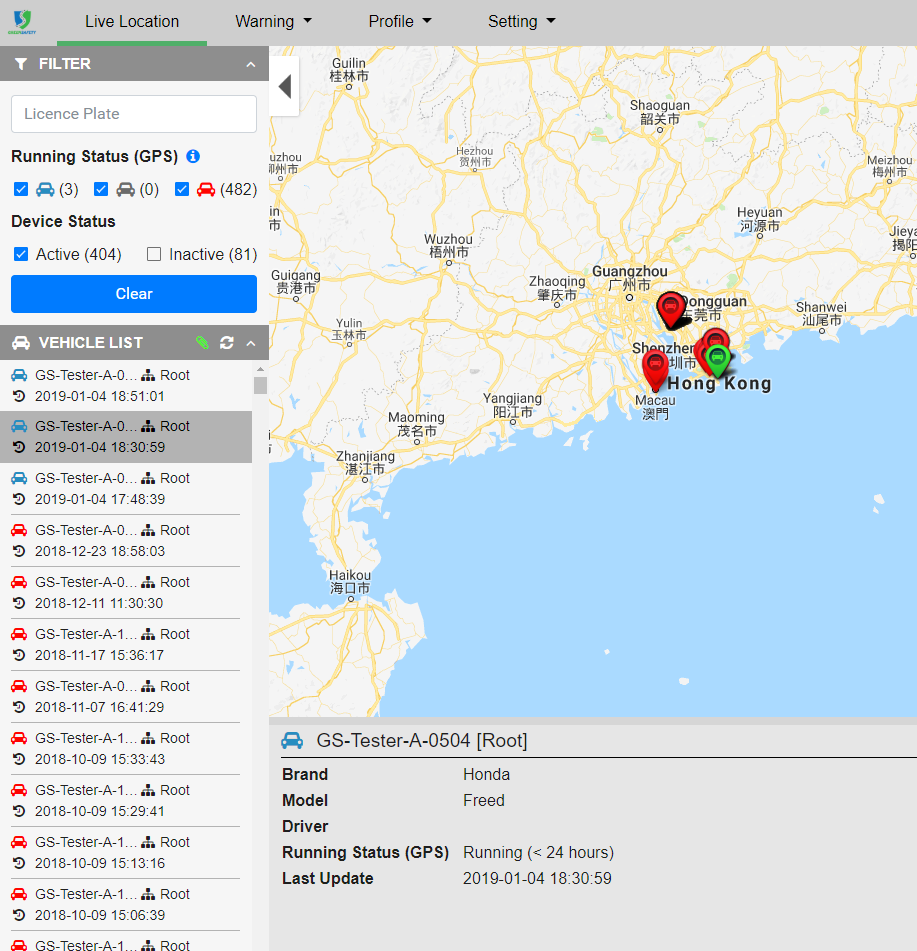 Live Location
Warning
Profile
Setting
FILTER
Licence Plate
Running Status (GPS)
(3)
(0)
(482)
Device Status
Active (404)
Inactive (81)
Clear
VEHICLE LIST
GS-Tester-A-0... Root
2019-01-04 18:51:01
GS-Tester-A-0... Root
2019-01-04 18:30:59
GS-Tester-A-0... Root
2019-01-04 17:48:39
GS-Tester-A-0... Root
2018-12-23 18:58:03
GS-Tester-A-0... Root
2018-12-11 11:30:30
GS-Tester-A-1... Root
2018-11-17 15:36:17
GS-Tester-A-0... Root
2018-11-07 16:41:29
GS-Tester-A-1... Root
2018-10-09 15:33:43
GS-Tester-A-1... Root
2018-10-09 15:29:41
GS-Tester-A-1... Root
2018-10-09 15:13:16
GS-Tester-A-1... Root
2018-10-09 15:06:39
GS-Tester-A-1... Root
Guilin
桂林市
Shaoguan
韶关市
Hezhou
贺州市
uzhou
柳州市
Meizhou
梅州市
in
市
Heyuan
河源市
Wuzhou
梧州市
Jieya
揭阳
Guigang
贵港市
Zhaoqing
肇庆市
Guangzhou
广州市
Dongguan
东莞市
Shanwei
汕尾市
Yulin
玉林市
Shenzhen
圳市
Hong Kong
Macau
澳門
Yangjiang
阳江市
Maoming
茂名市
Zhanjiang
湛江市
Haikou
海口市
GS-Tester-A-0504 [Root]
Brand Honda
Model Freed
Driver
Running Status (GPS) Running (< 24 hours)
Last Update 2019-01-04 18:30:59